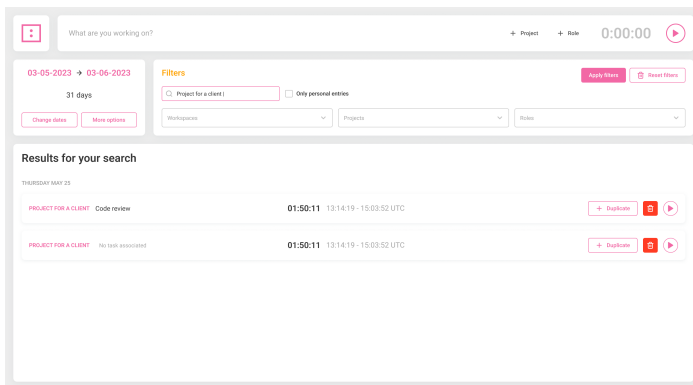 What are you working on?
+ Project + Role 0:00:00
03-05-2023 → 03-06-2023
31 days
Change dates More options
Filters
Apply filters Reset filters
Project for a client
Only personal entries
Workspaces Projects Roles
Results for your search
THURSDAY MAY 25
PROJECT FOR A CLIENT Code review 01:50:11 13:14:19 - 15:03:52 UTC + Duplicate
PROJECT FOR A CLIENT No task associated 01:50:11 13:14:19 - 15:03:52 UTC + Duplicate